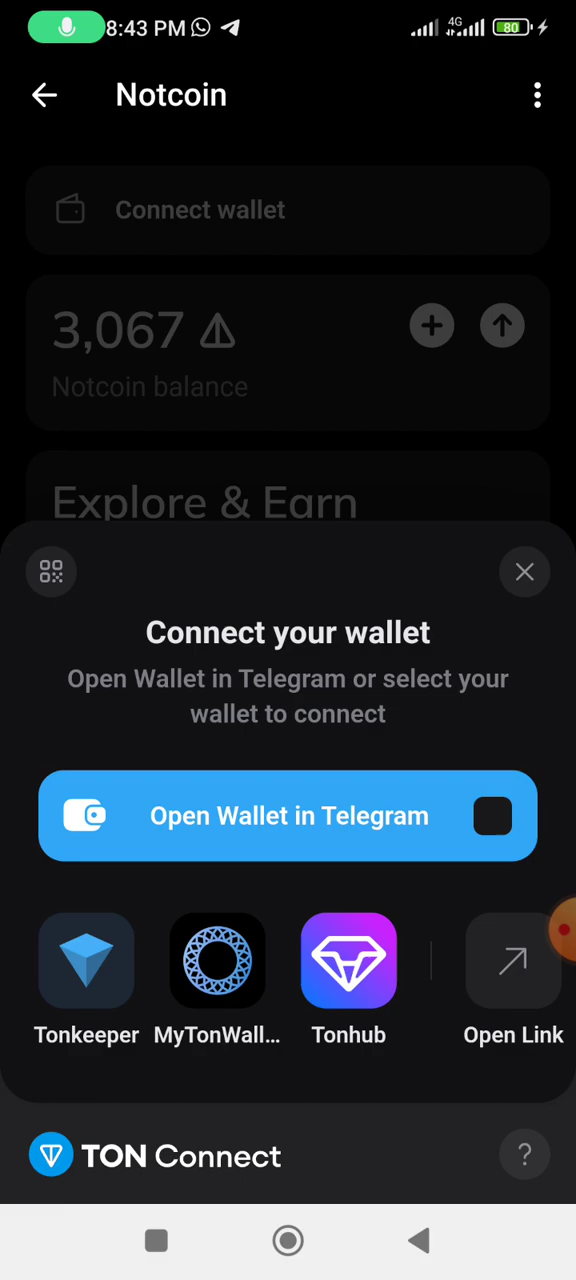 8:43 PM
4G
80
Notcoin
Connect wallet
3,067
Notcoin balance
Explore & Earn
Connect your wallet
Open Wallet in Telegram or select your
wallet to connect
Open Wallet in Telegram
Tonkeeper MyTonWall... Tonhub Open Link
TON Connect
?